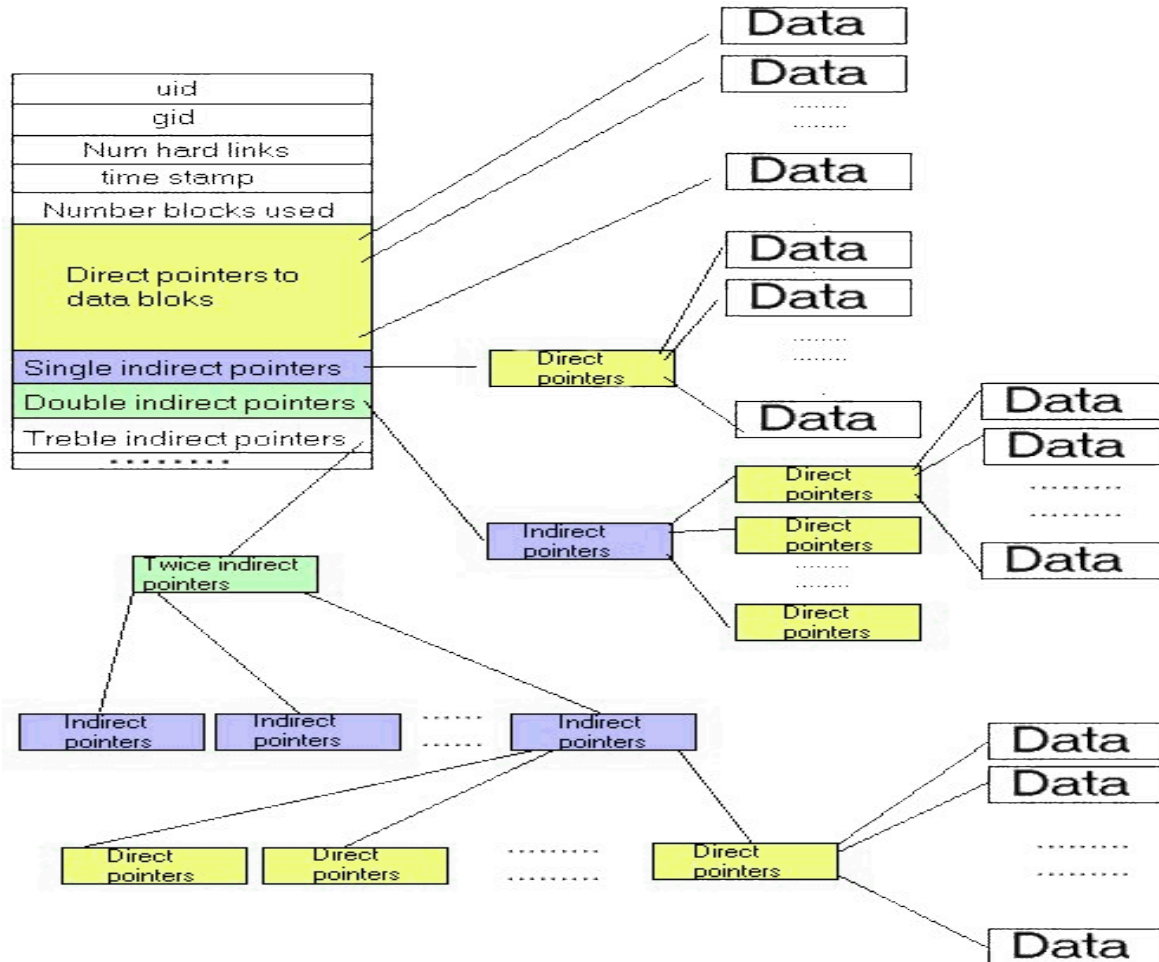 Data
Data
........
........
Data
uid
gid
Num hard links
time stamp
Number blocks used
Direct pointers to
data bloks
Single indirect pointers
Double indirect pointers
Treble indirect pointers
........
Data
Data
........
........
Data
Direct
pointers
Data
Data
........
........
Data
Indirect
pointers
Direct
pointers
Direct
pointers
........
........
Direct
pointers
Twice indirect
pointers
Indirect
pointers
Indirect
pointers
........
........
Indirect
pointers
Direct
pointers
Direct
pointers
............
............
Direct
pointers
Data
Data
............
............
Data